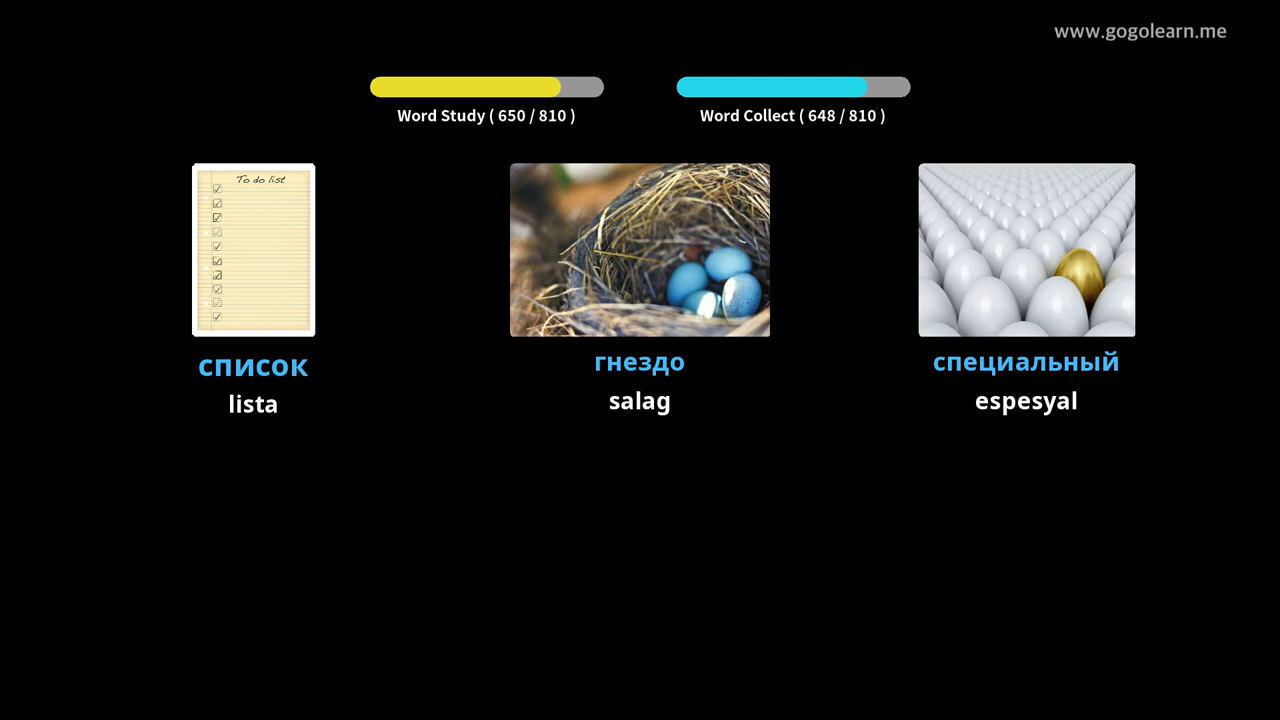 www.gogolearn.me
Word Study ( 650 / 810 )
Word Collect ( 648 / 810 )
To do list
список
lista
гнездо
salag
специальный
espesyal